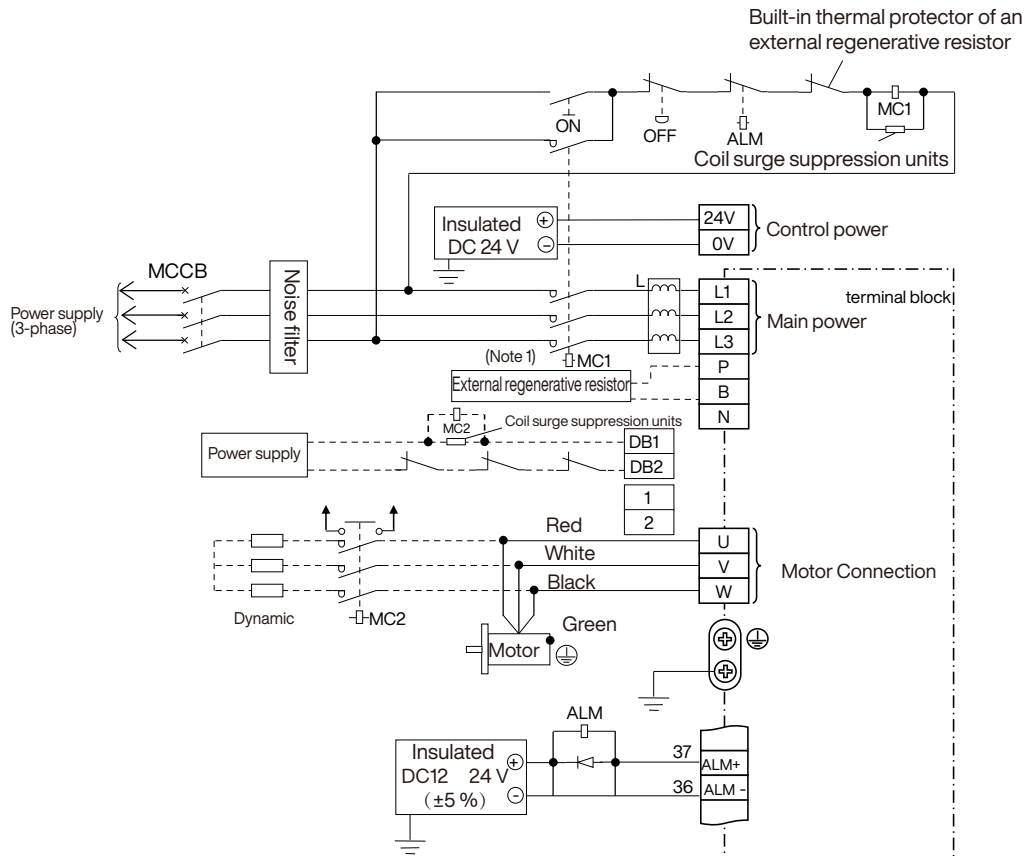 Built-in thermal protector of an
external regenerative resistor
ON
OFF
ALM
MC1
Coil surge suppression units
Insulated
DC 24 V
+
−
24V
0V
Control power
MCCB
Noise filter
Power supply
(3-phase)
L
L1
L2
L3
P
B
N
Main power
terminal block
(Note 1)
MC1
External regenerative resistor
MC2
Coil surge suppression units
Power supply
DB1
DB2
1
2
Red
White
Black
U
V
W
Motor Connection
Dynamic
MC2
Green
Motor
ALM
Insulated
DC12 24 V
(±5 %)
+
−
37
36
ALM+
ALM -